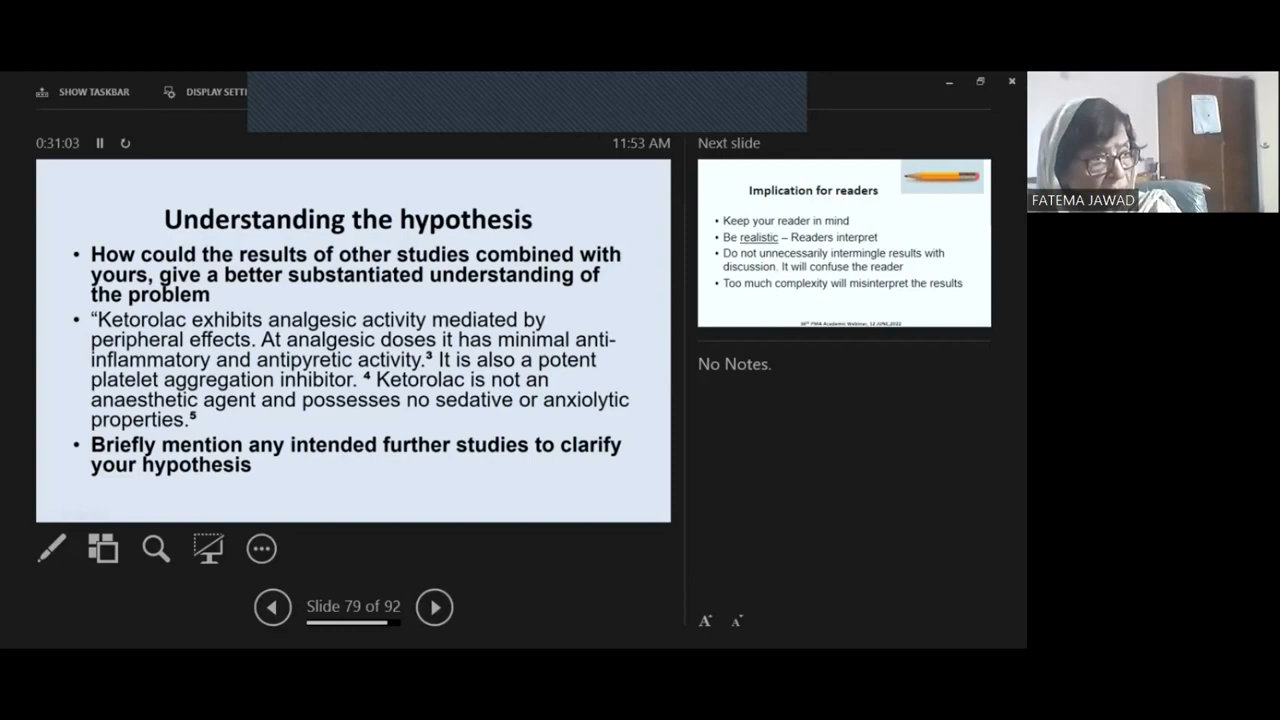 SHOW TASKBAR
DISPLAY SETTI
0:31:03
11:53 AM
Understanding the hypothesis
• How could the results of other studies combined with
yours, give a better substantiated understanding of
the problem
• “Ketorolac exhibits analgesic activity mediated by
peripheral effects. At analgesic doses it has minimal anti-
inflammatory and antipyretic activity.³ It is also a potent
platelet aggregation inhibitor. ⁴ Ketorolac is not an
anaesthetic agent and possesses no sedative or anxiolytic
properties.⁵
• Briefly mention any intended further studies to clarify
your hypothesis
Slide 79 of 92
Next slide
Implication for readers
• Keep your reader in mind
• Be realistic – Readers interpret
• Do not unnecessarily intermingle results with
discussion. It will confuse the reader
• Too much complexity will misinterpret the results
Academic Webinar, 12 JUNE,2022
No Notes.
A A
FATEMA JAWAD